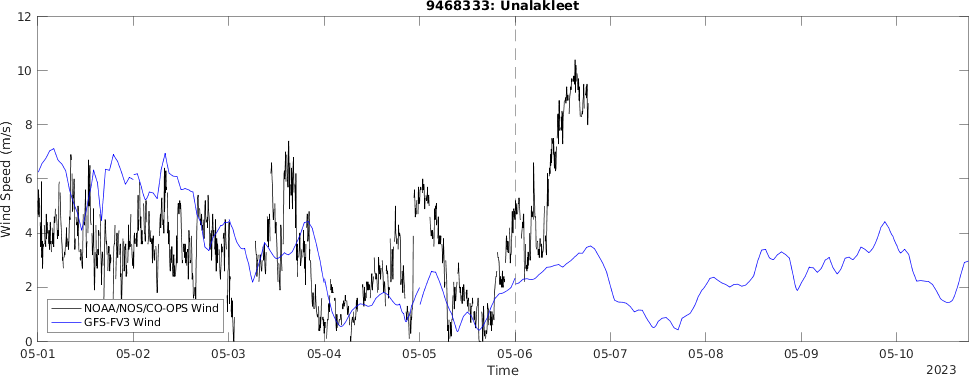 9468333: Unalakleet
12
10
8
6
4
2
0
Wind Speed (m/s)
NOAA/NOS/CO-OPS Wind
GFS-FV3 Wind
05-01 05-02 05-03 05-04 05-05 05-06 05-07 05-08 05-09 05-10
Time
2023